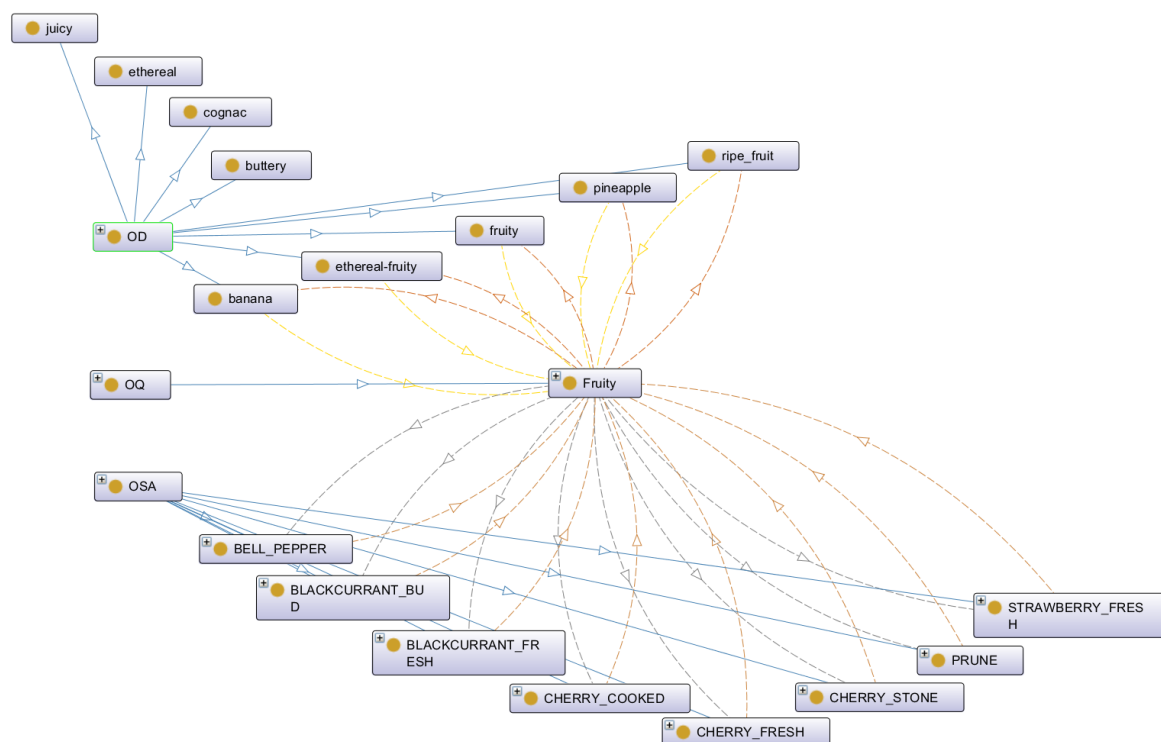 juicy
ethereal
cognac
buttery
ripe_fruit
pineapple
fruity
OD
ethereal-fruity
banana
OQ
Fruity
OSA
BELL_PEPPER
BLACKCURRANT_BU
D
BLACKCURRANT_FR
ESH
STRAWBERRY_FRES
H
PRUNE
CHERRY_COOKED
CHERRY_STONE
CHERRY_FRESH